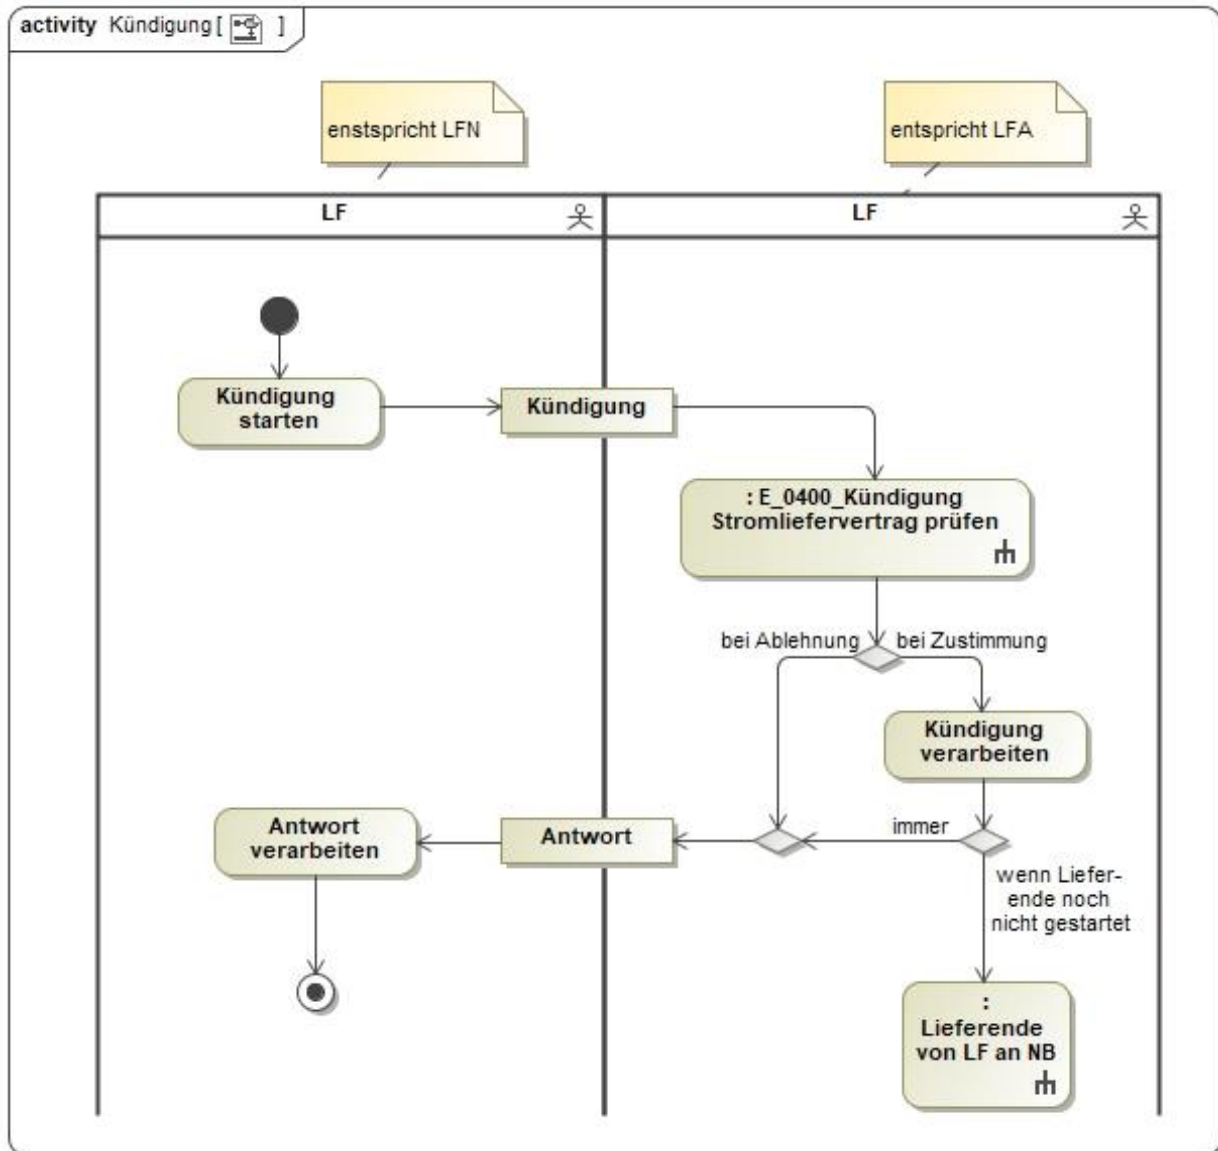 activity Kündigung [ ]
enstspricht LFN
entspricht LFA
LF
LF
Kündigung
starten
Kündigung
: E_0400_Kündigung
Stromliefervertrag prüfen
bei Ablehnung
bei Zustimmung
Kündigung
verarbeiten
Antwort
verarbeiten
Antwort
immer
wenn Liefer-
ende noch
nicht gestartet
:
Lieferende
von LF an NB